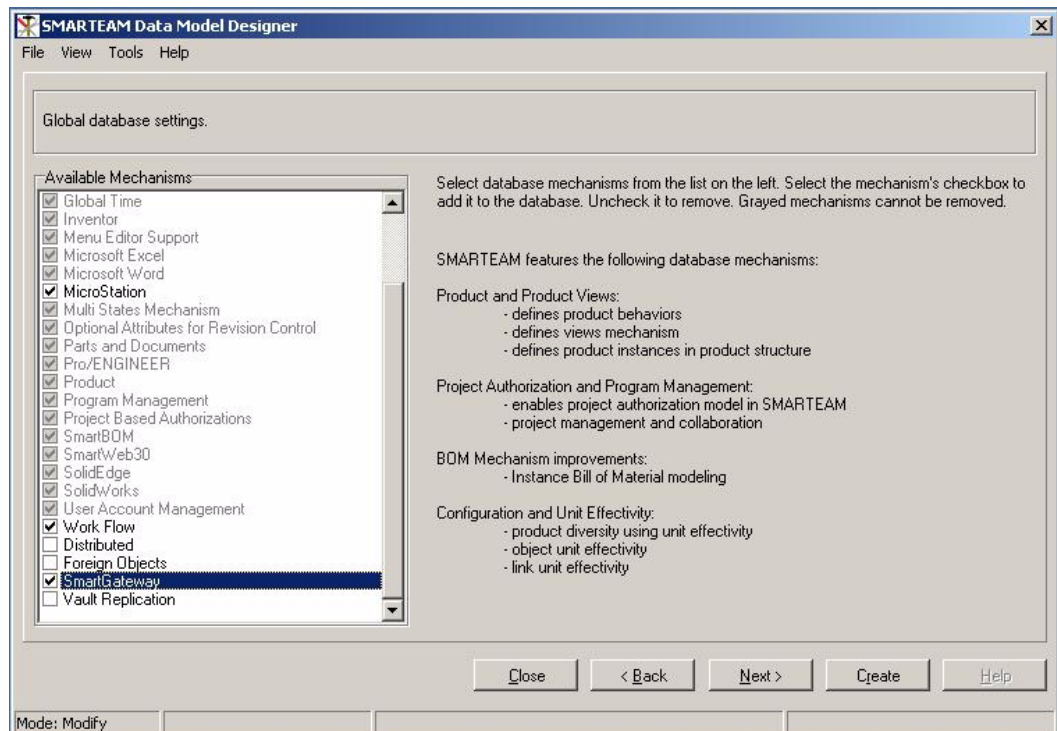 SMARTEAM Data Model Designer
File View Tools Help
Global database settings.
Available Mechanisms
Global Time
Inventor
Menu Editor Support
Microsoft Excel
Microsoft Word
MicroStation
Multi States Mechanism
Optional Attributes for Revision Control
Parts and Documents
Pro/ENGINEER
Product
Program Management
Project Based Authorizations
SmartBOM
SmartWeb30
SolidEdge
SolidWorks
User Account Management
Work Flow
Distributed
Foreign Objects
SmartGateway
Vault Replication
Select database mechanisms from the list on the left. Select the mechanism's checkbox to
add it to the database. Uncheck it to remove. Grayed mechanisms cannot be removed.
SMARTEAM features the following database mechanisms:
Product and Product Views:
- defines product behaviors
- defines views mechanism
- defines product instances in product structure
Project Authorization and Program Management:
- enables project authorization model in SMARTEAM
- project management and collaboration
BOM Mechanism improvements:
- Instance Bill of Material modeling
Configuration and Unit Effectivity:
- product diversity using unit effectivity
- object unit effectivity
- link unit effectivity
Close < Back Next > Create Help
Mode: Modify